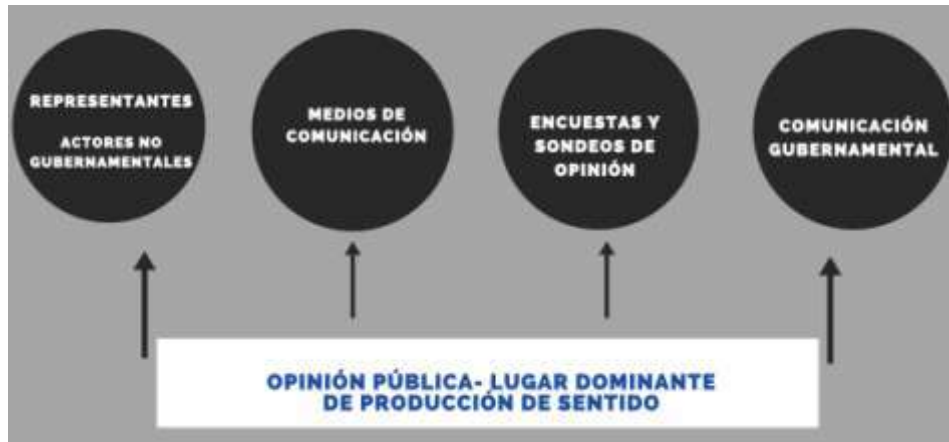 REPRESENTANTES
ACTORES NO
GUBERNAMENTALES
MEDIOS DE
COMUNICACIÓN
ENCUESTAS Y
SONDEOS DE
OPINIÓN
COMUNICACIÓN
GUBERNAMENTAL
OPINIÓN PÚBLICA- LUGAR DOMINANTE
DE PRODUCCIÓN DE SENTIDO